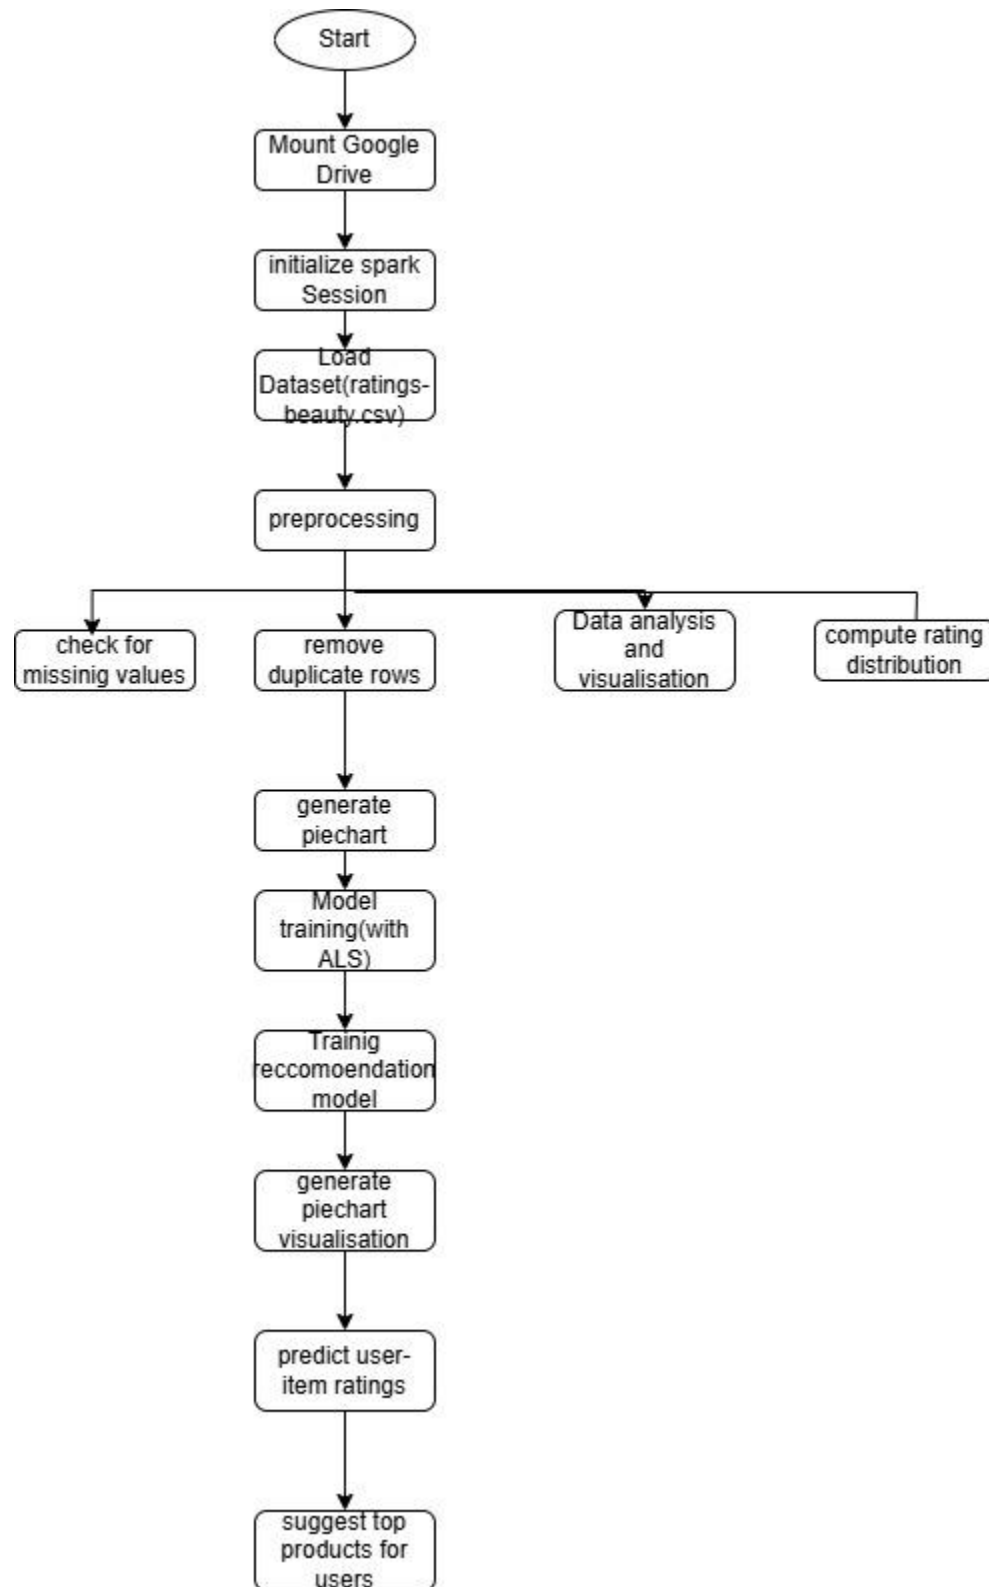 Start
Mount Google
Drive
initialize spark
Session
Load
Dataset(ratings-
beauty.csv)
preprocessing
check for
missinig values
remove
duplicate rows
Data analysis
and
visualisation
compute rating
distribution
generate
piechart
Model
training(with
ALS)
Trainig
reccomoendation
model
generate
piechart
visualisation
predict user-
item ratings
suggest top
products for
users